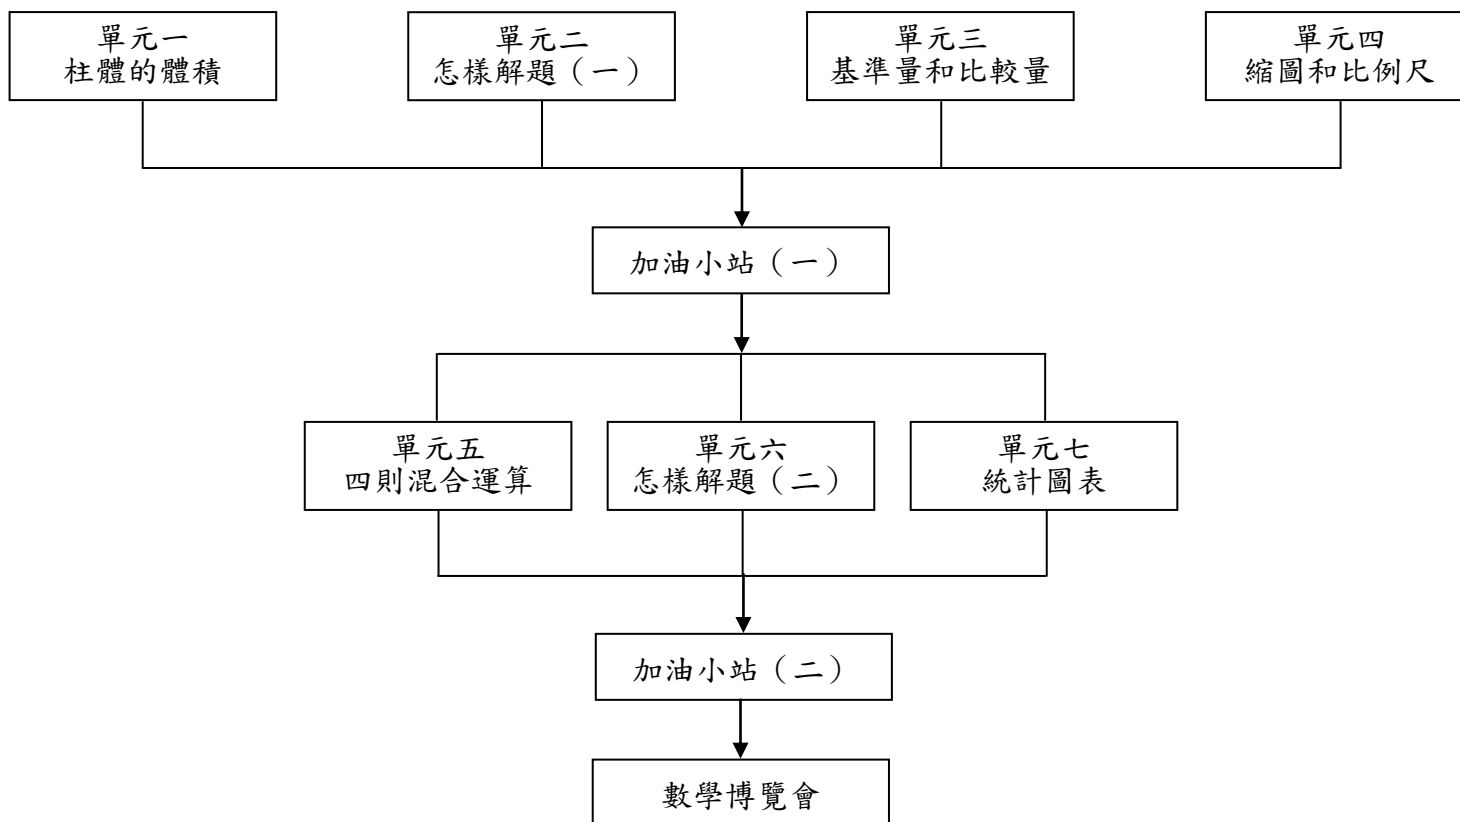 單元一
柱體的體積
單元二
怎樣解題（一）
單元三
基準量和比較量
單元四
縮圖和比例尺
加油小站（一）
單元五
四則混合運算
單元六
怎樣解題（二）
單元七
統計圖表
加油小站（二）
數學博覽會